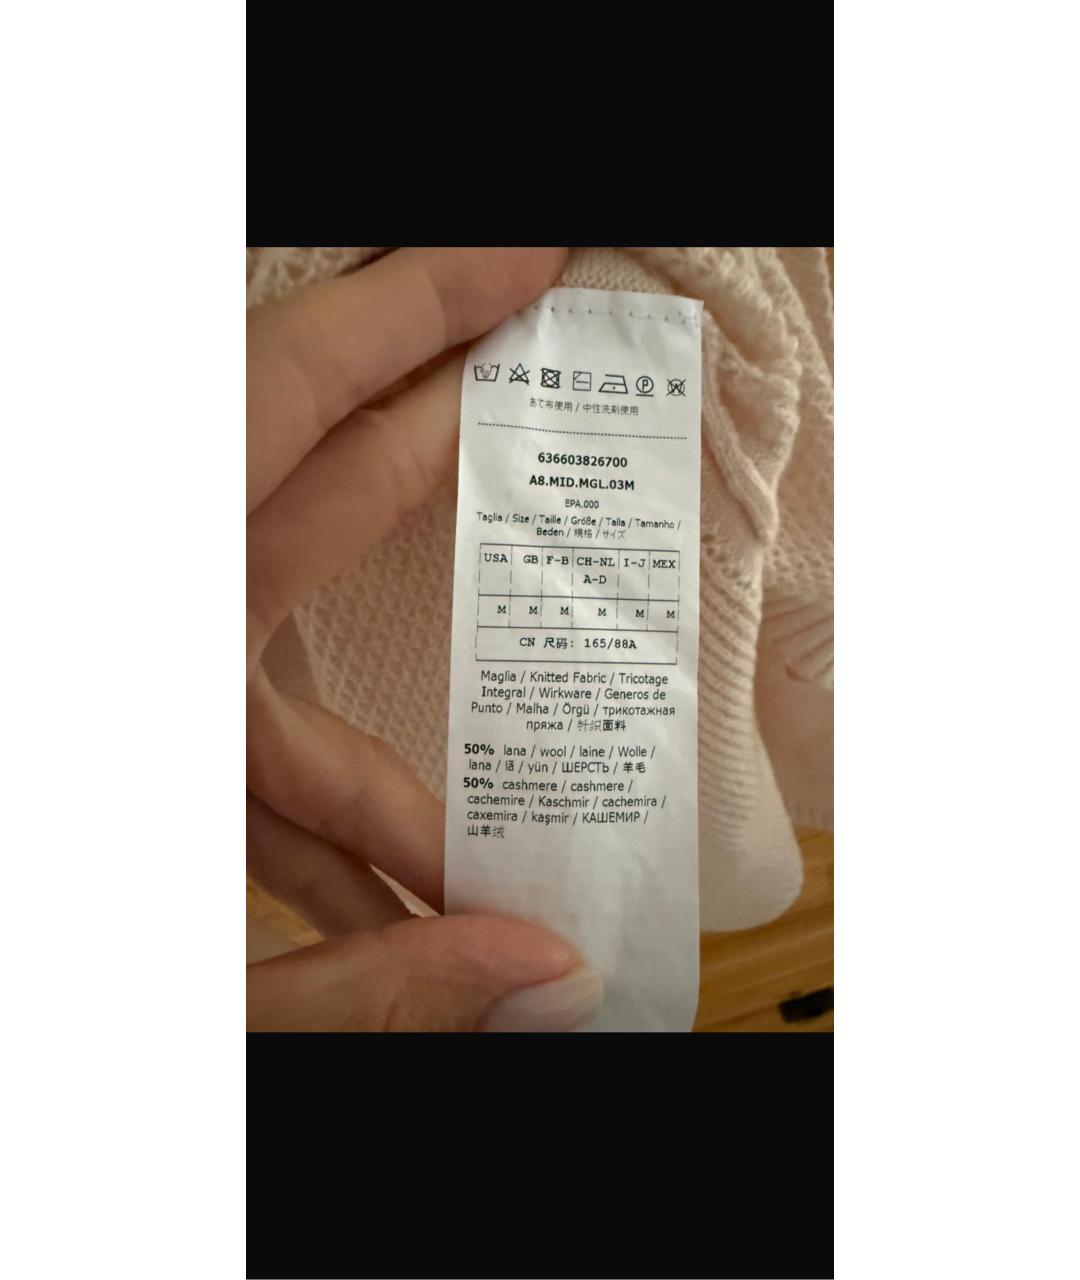 あて布使用 / 中性洗剤使用
636603826700
A8.MID.MGL.03M
EPA.000
Taglia / Size / Taille / Größe / Talla / Tamanho /
Beden / 規格 / サイズ
USA GB F-B CH-NL I-J MEX
A-D
M M M M M M
CN 尺码: 165/88A
Maglia / Knitted Fabric / Tricotage
Integral / Wirkware / Generos de
Punto / Malha / Örgü / трикотажная
пряжа / 针织面料
50% lana / wool / laine / Wolle /
lana / lã / yün / ШЕРСТЬ / 羊毛
50% cashmere / cashmere /
cachemire / Kaschmir / cachemira /
caxemira / kaşmir / КАШЕМИР /
山羊绒